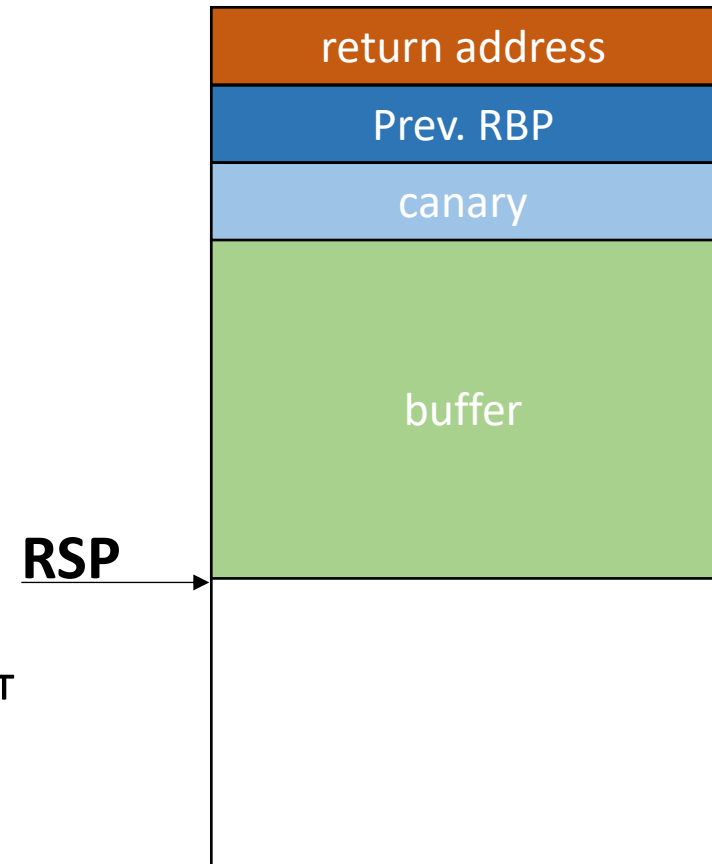 return address
Prev. RBP
canary
buffer
RSP
т